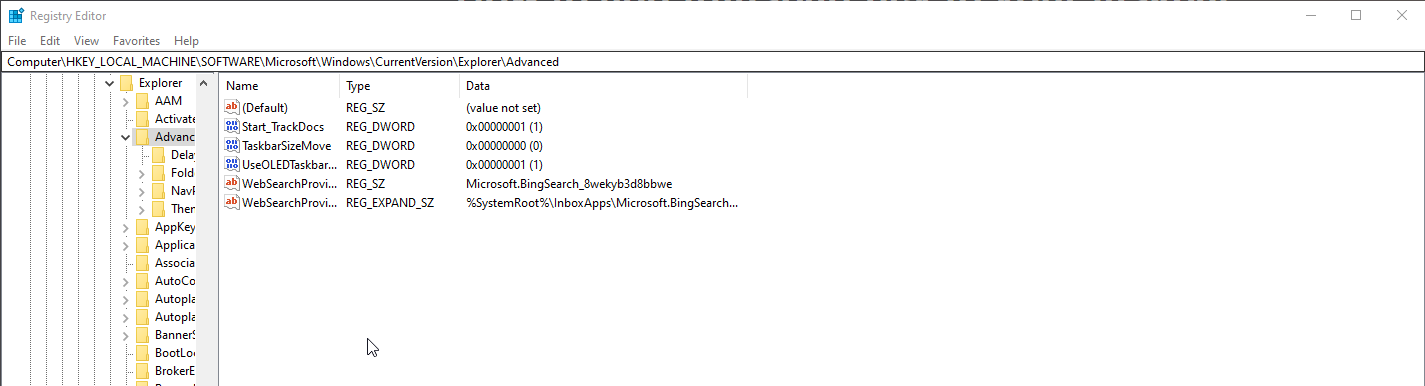 Registry Editor
File Edit View Favorites Help
Computer\HKEY_LOCAL_MACHINE\SOFTWARE\Microsoft\Windows\CurrentVersion\Explorer\Advanced
Explorer
AAM
Activate
Advanc
Dela
Fold
NavP
Ther
AppKey
Applica
Associa
AutoCo
Autopla
Autopla
BannerS
BootLoc
BrokerE
Name Type Data
(Default) REG_SZ (value not set)
Start_TrackDocs REG_DWORD 0x00000001 (1)
TaskbarSizeMove REG_DWORD 0x00000000 (0)
UseOLEDTaskbar... REG_DWORD 0x00000001 (1)
WebSearchProvi... REG_SZ Microsoft.BingSearch_8wekyb3d8bbwe
WebSearchProvi... REG_EXPAND_SZ %SystemRoot%\InboxApps\Microsoft.BingSearch...